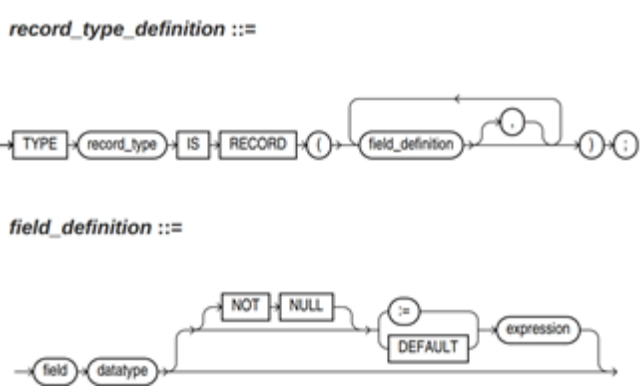 record_type_definition ::=
,
TYPE record_type IS RECORD ( field_definition ) ;
field_definition ::=
NOT NULL :=
expression
DEFAULT
field datatype